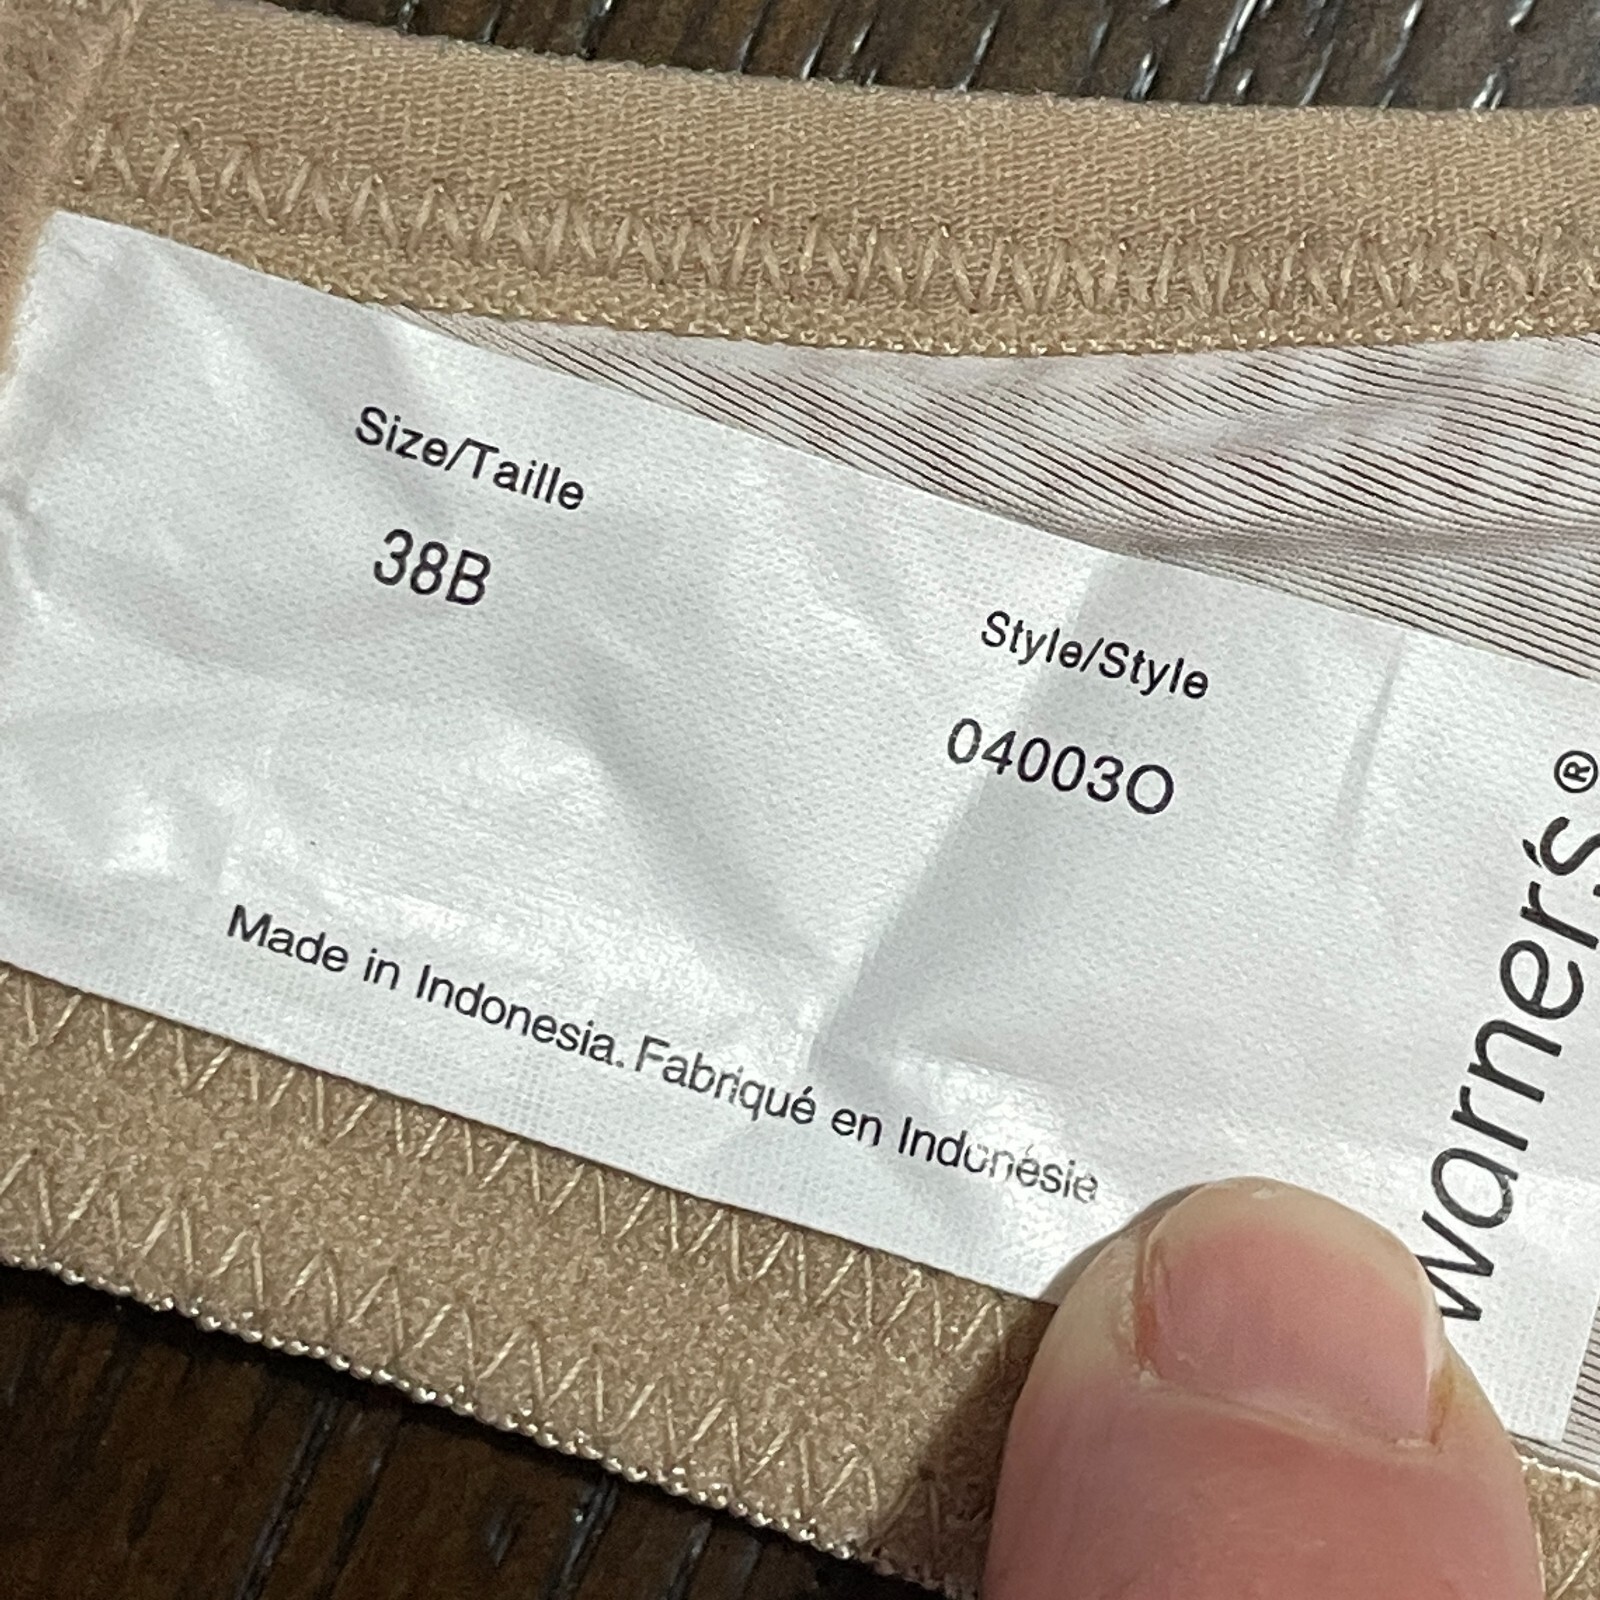 Size/Taille
38B
Style/Style
04003O
Made in Indonesia. Fabriqué en Indonésie
warner's®